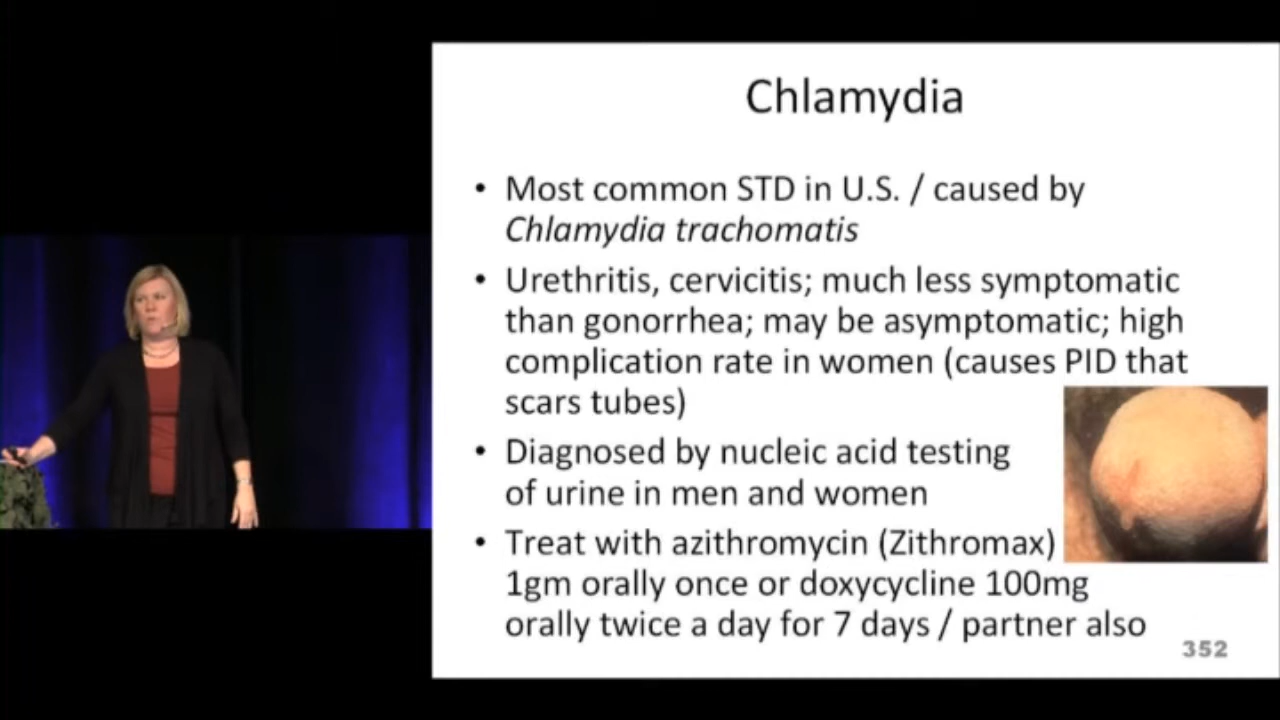 Chlamydia
• Most common STD in U.S. / caused by
Chlamydia trachomatis
• Urethritis, cervicitis; much less symptomatic
than gonorrhea; may be asymptomatic; high
complication rate in women (causes PID that
scars tubes)
• Diagnosed by nucleic acid testing
of urine in men and women
• Treat with azithromycin (Zithromax)
1gm orally once or doxycycline 100mg
orally twice a day for 7 days / partner also
352